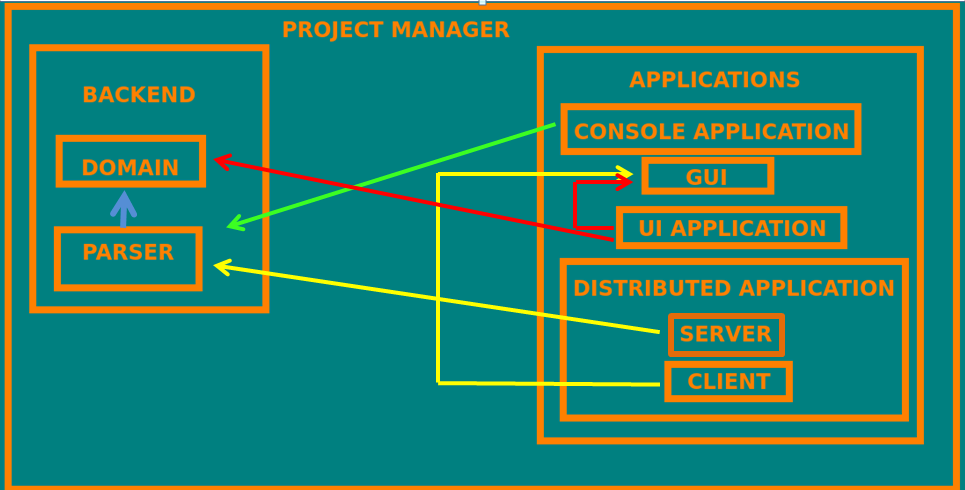 PROJECT MANAGER
BACKEND
DOMAIN
PARSER
APPLICATIONS
CONSOLE APPLICATION
GUI
UI APPLICATION
DISTRIBUTED APPLICATION
SERVER
CLIENT